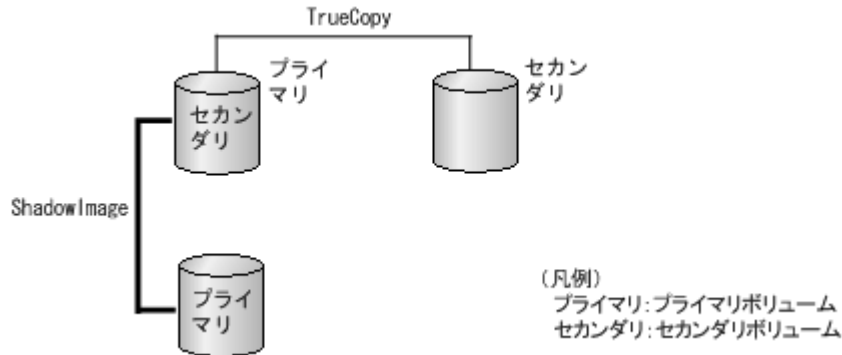 TrueCopy
プライ
マリ
セカン
ダリ
セカン
ダリ
ShadowImage
プライ
マリ
（凡例）
プライマリ：プライマリボリューム
セカンダリ：セカンダリボリューム